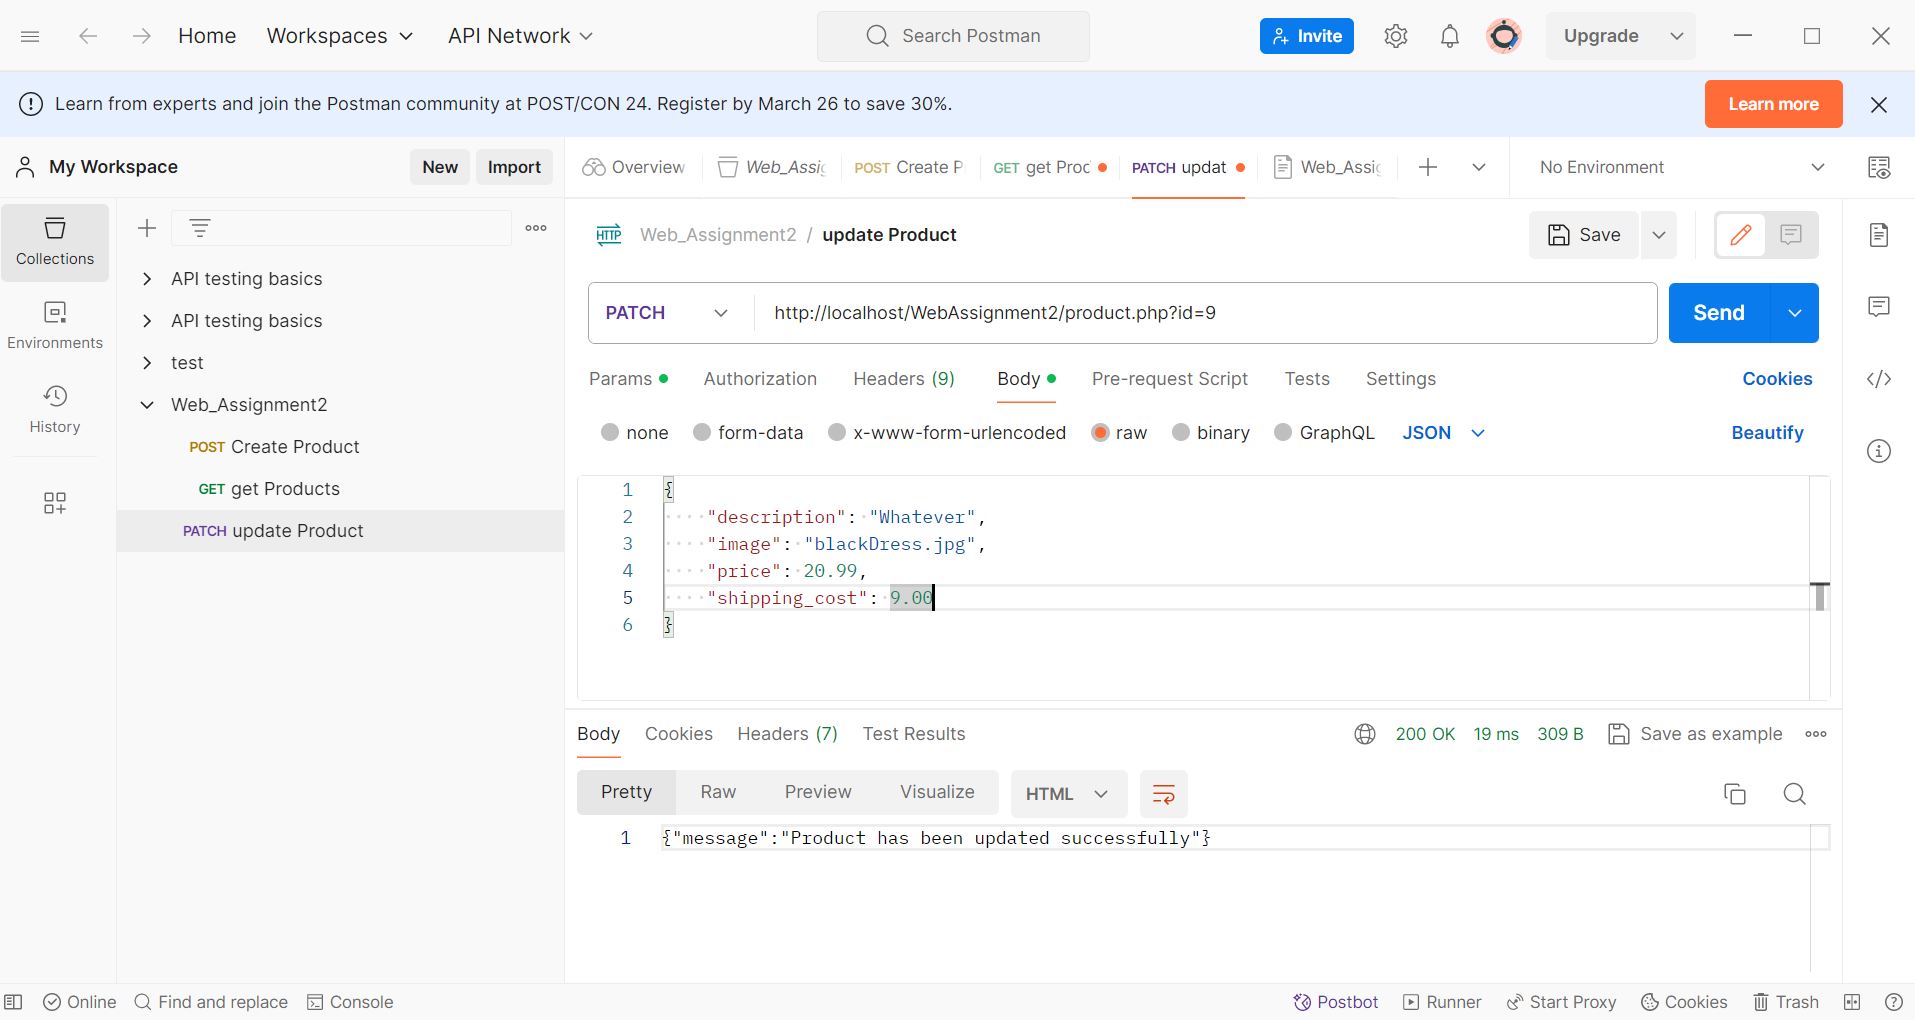 Home Workspaces API Network Search Postman Invite Upgrade
Learn from experts and join the Postman community at POST/CON 24. Register by March 26 to save 30%. Learn more
My Workspace New Import
Overview Web_Assig POST Create P GET get Proc PATCH updat Web_Assig No Environment
Collections
Environments
History
API testing basics
API testing basics
test
Web_Assignment2
POST Create Product
GET get Products
PATCH update Product
HTTP Web_Assignment2 / update Product Save
PATCH http://localhost/WebAssignment2/product.php?id=9 Send
Params Authorization Headers (9) Body Pre-request Script Tests Settings Cookies
none form-data x-www-form-urlencoded raw binary GraphQL JSON Beautify
1 {
2 "description": "Whatever",
3 "image": "blackDress.jpg",
4 "price": 20.99,
5 "shipping_cost": 9.00
6 }
Body Cookies Headers (7) Test Results 200 OK 19 ms 309 B Save as example
Pretty Raw Preview Visualize HTML
1 {"message":"Product has been updated successfully"}
Online Find and replace Console Postbot Runner Start Proxy Cookies Trash